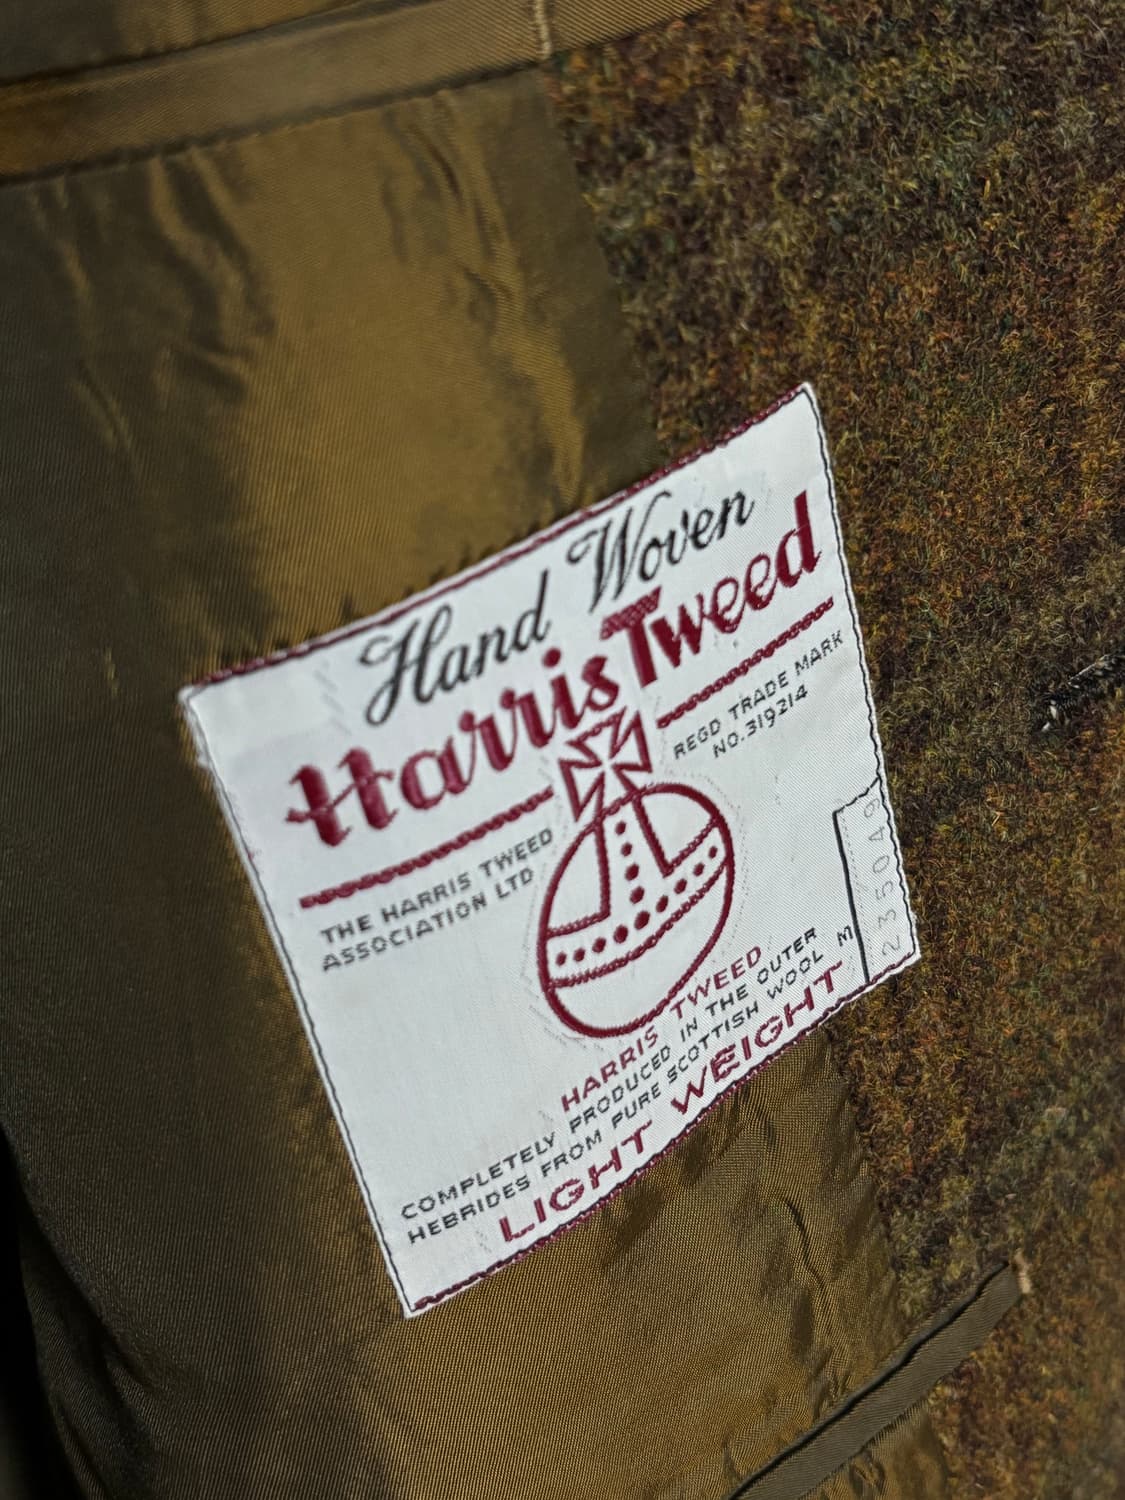 Hand Woven
Harris Tweed
REGD TRADE MARK
NO.319214
THE HARRIS TWEED
ASSOCIATION LTD
HARRIS TWEED
COMPLETELY PRODUCED IN THE OUTER
HEBRIDES FROM PURE SCOTTISH WOOL
LIGHT WEIGHT
M
235049